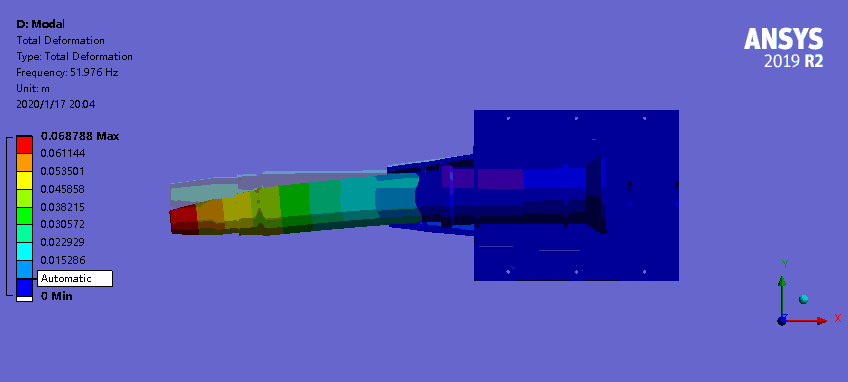 D: Modal
Total Deformation
Type: Total Deformation
Frequency: 51.976 Hz
Unit: m
2020/1/17 20:04
ANSYS
2019 R2
0.068788 Max
0.061144
0.053501
0.045858
0.038215
0.030572
0.022929
0.015286
Automatic
0 Min
Y
Z
X